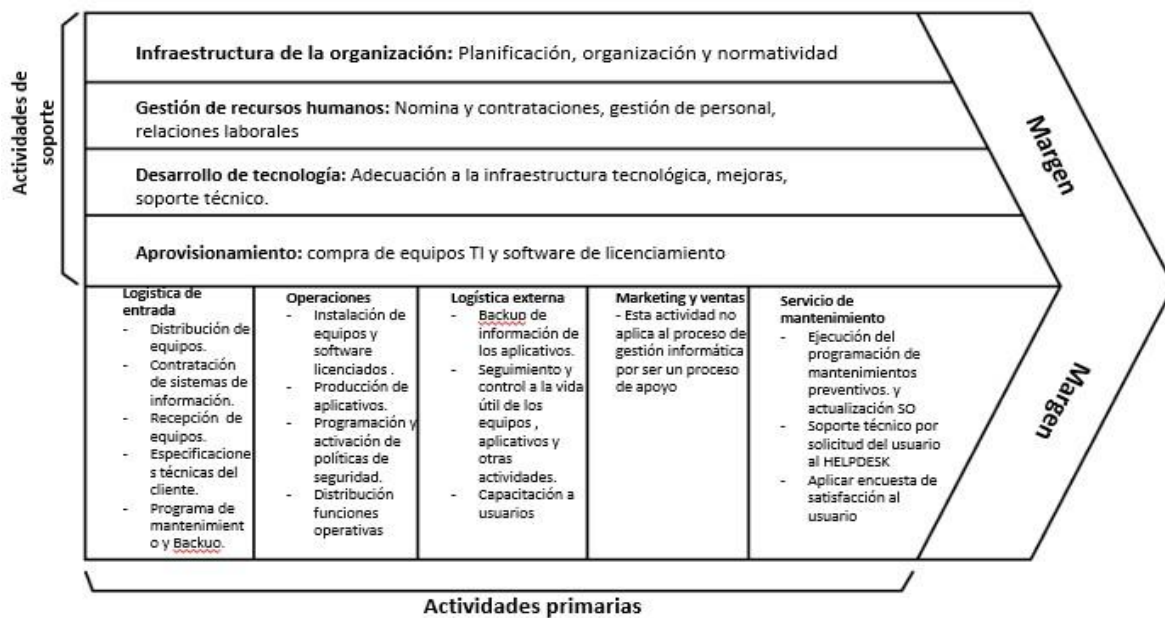 Actividades de
soporte
Infraestructura de la organización: Planificación, organización y normatividad
Gestión de recursos humanos: Nomina y contrataciones, gestión de personal,
relaciones laborales
Desarrollo de tecnología: Adecuación a la infraestructura tecnológica, mejoras,
soporte técnico.
Aprovisionamiento: compra de equipos TI y software de licenciamiento
Logística de
entrada
- Distribución de
equipos.
- Contratación
de sistemas de
información.
- Recepción de
equipos.
- Especificacione
s técnicas del
cliente.
- Programa de
mantenimient
o y Backuo.
Operaciones
- Instalación de
equipos y
software
licenciados .
- Producción de
aplicativos.
- Programación y
activación de
políticas de
seguridad.
- Distribución
funciones
operativas
Logística externa
- Backup de
información de
los aplicativos.
- Seguimiento y
control a la vida
útil de los
equipos ,
aplicativos y
otras
actividades.
- Capacitación a
usuarios
Marketing y ventas
- Esta actividad no
aplica al proceso de
gestión informática
por ser un proceso
de apoyo
Servicio de
mantenimiento
- Ejecución del
programación de
mantenimientos
preventivos. y
actualización SO
- Soporte técnico por
solicitud del usuario
al HELPDESK
- Aplicar encuesta de
satisfacción al
usuario
Margen
Margen
Actividades primarias